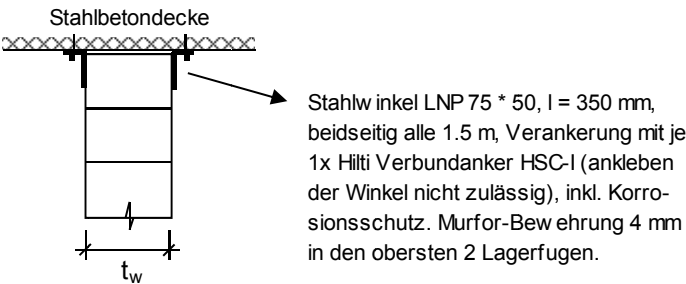 Stahlbetondecke
Stahlwinkel LNP 75 * 50, l = 350 mm,
beidseitig alle 1.5 m, Verankerung mit je
1x Hilti Verbundanker HSC-I (ankleben
der Winkel nicht zulässig), inkl. Korro-
sionsschutz. Murfor-Bewehrung 4 mm
in den obersten 2 Lagerfugen.
tw